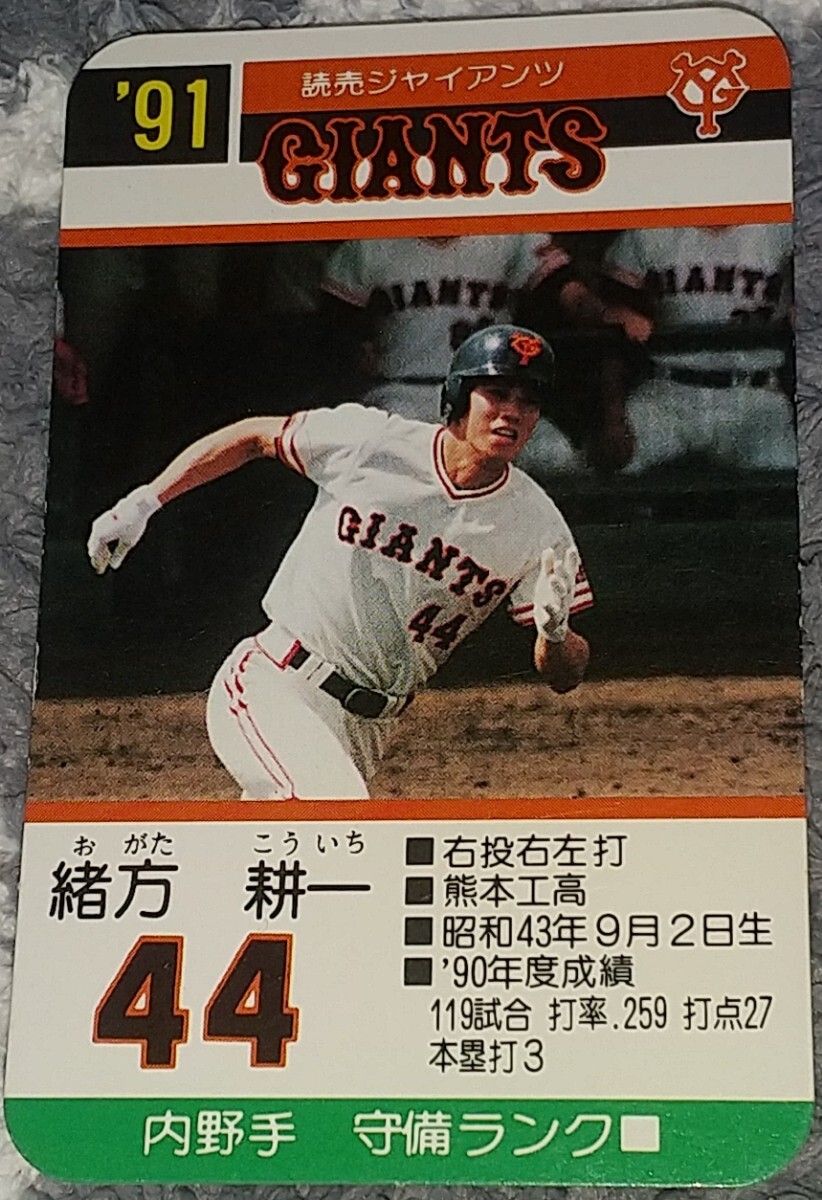 '91
読売ジャイアンツ
GIANTS
GIANTS
GIANTS
GIANTS
44
お がた こう いち
緒方 耕一
44
■右投右左打
■熊本工高
■昭和43年9月2日生
■'90年度成績
119試合 打率.259 打点27
本塁打3
内野手 守備ランク■